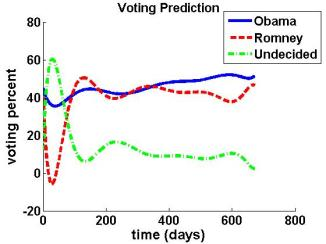 Voting Prediction
Obama
Romney
Undecided
voting percent
80
60
40
20
0
-20
0
200
400
600
800
time (days)